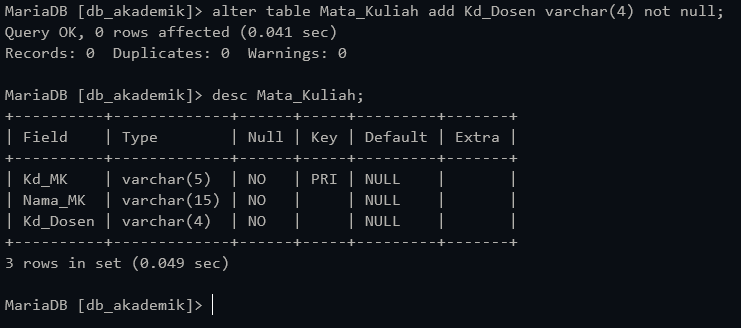 MariaDB [db_akademik]> alter table Mata_Kuliah add Kd_Dosen varchar(4) not null;
Query OK, 0 rows affected (0.041 sec)
Records: 0  Duplicates: 0  Warnings: 0

MariaDB [db_akademik]> desc Mata_Kuliah;
+----------+-------------+------+-----+---------+-------+
| Field    | Type        | Null | Key | Default | Extra |
+----------+-------------+------+-----+---------+-------+
| Kd_MK    | varchar(5)  | NO   | PRI | NULL    |       |
| Nama_MK  | varchar(15) | NO   |     | NULL    |       |
| Kd_Dosen | varchar(4)  | NO   |     | NULL    |       |
+----------+-------------+------+-----+---------+-------+
3 rows in set (0.049 sec)

MariaDB [db_akademik]>